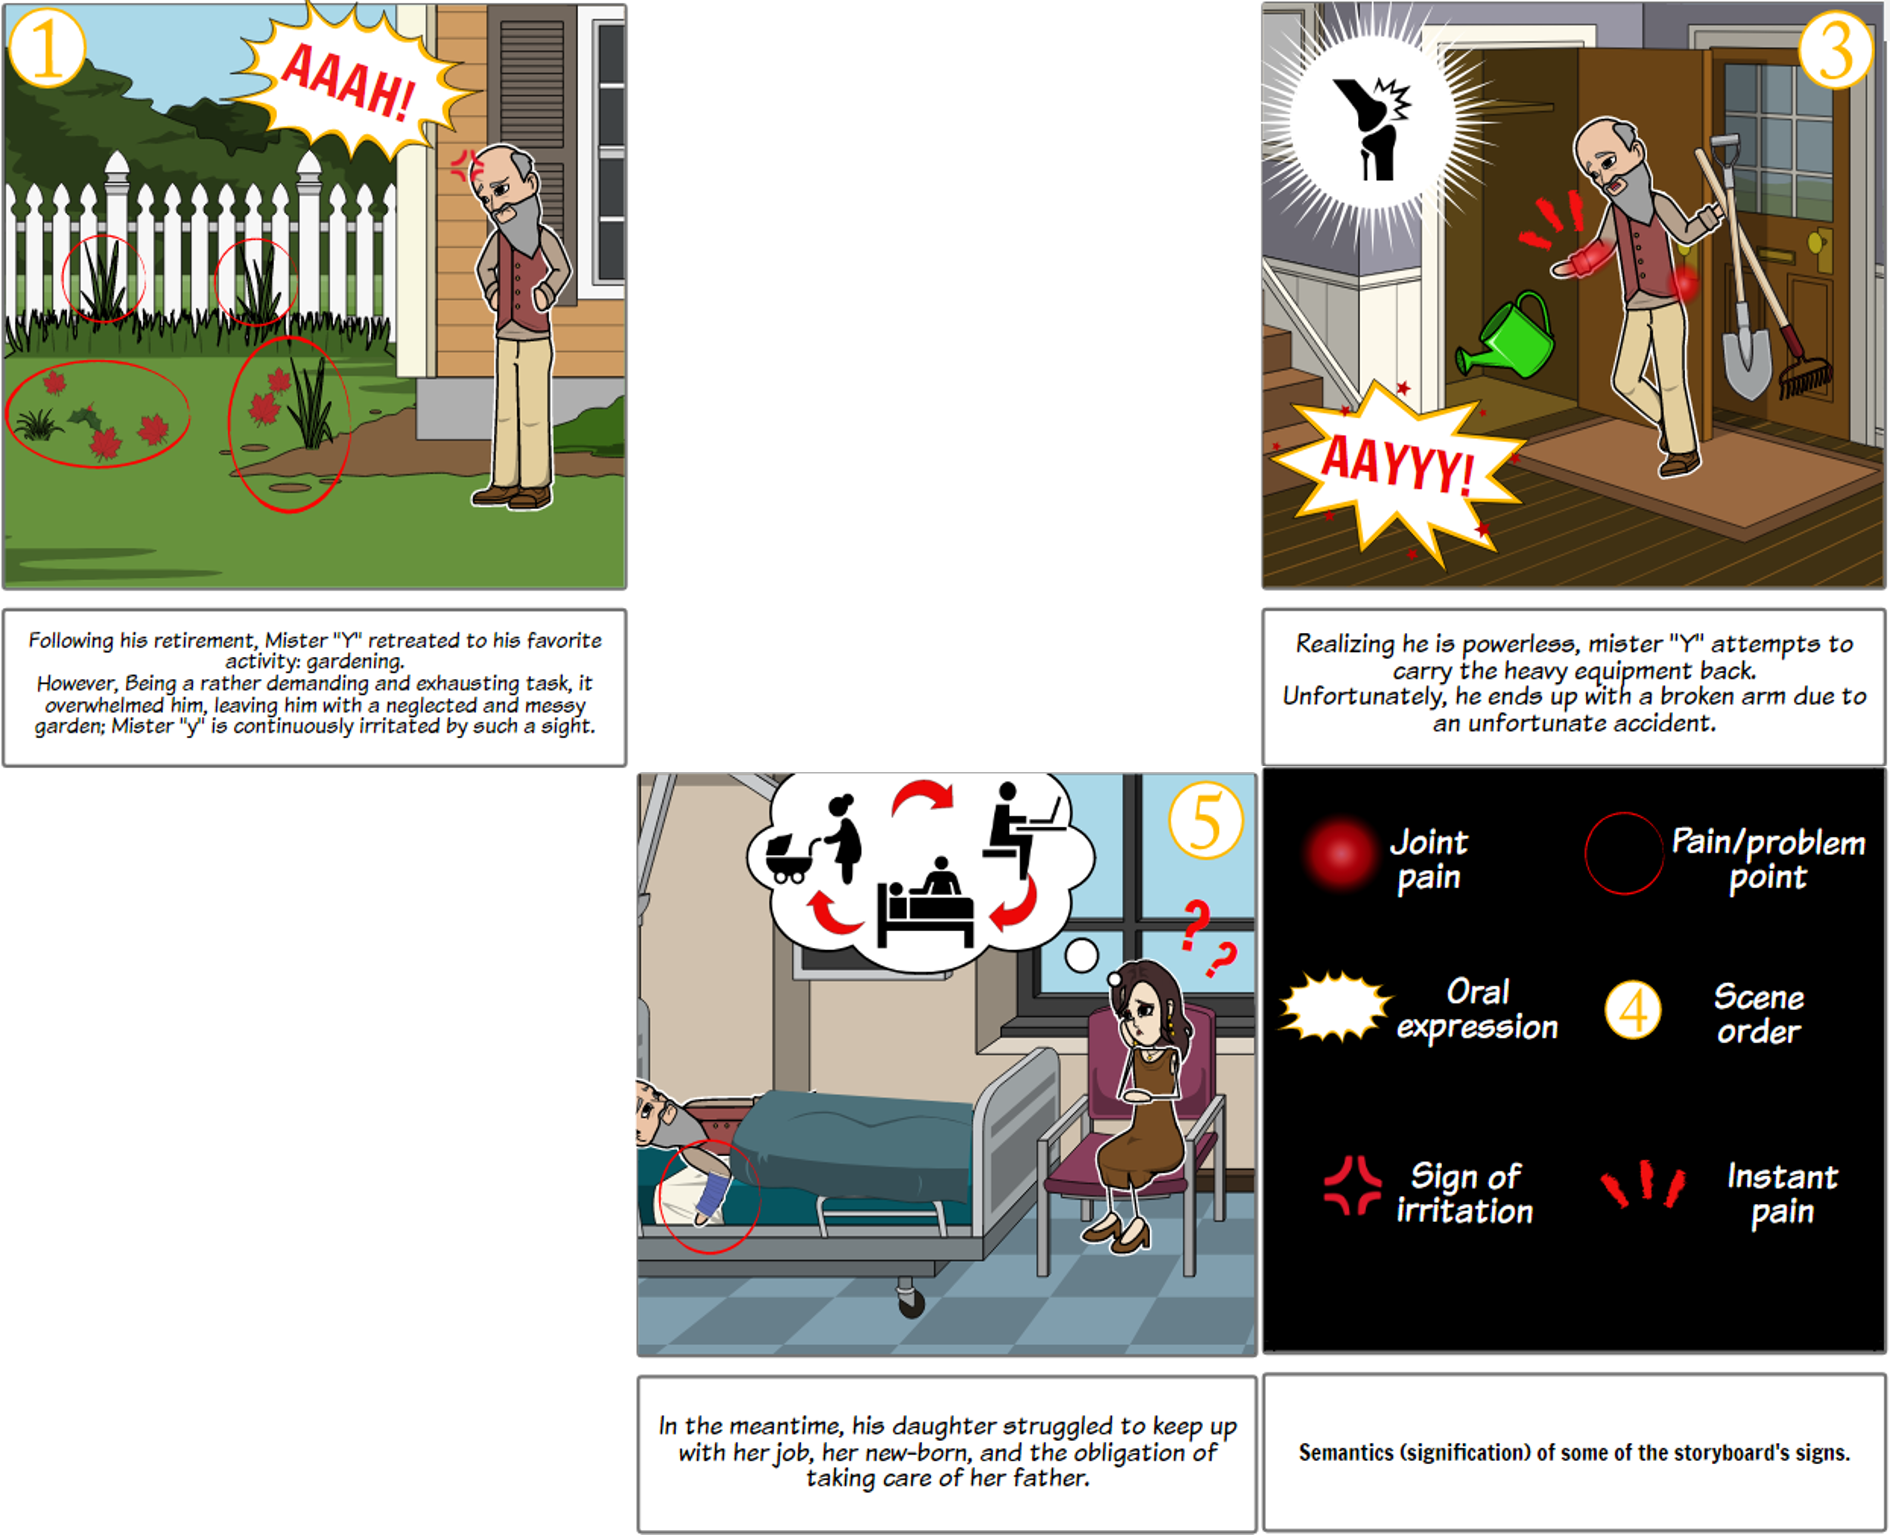 1
AAAH!
Following his retirement, Mister "Y" retreated to his favorite
activity: gardening.
However, Being a rather demanding and exhausting task, it
overwhelmed him, leaving him with a neglected and messy
garden; Mister "y" is continuously irritated by such a sight.
3
AAYYY!
Realizing he is powerless, mister "Y" attempts to
carry the heavy equipment back.
Unfortunately, he ends up with a broken arm due to
an unfortunate accident.
5
? ?
In the meantime, his daughter struggled to keep up
with her job, her new-born, and the obligation of
taking care of her father.
Joint
pain
Pain/problem
point
Oral
expression
4
Scene
order
Sign of
irritation
Instant
pain
Semantics (signification) of some of the storyboard's signs.